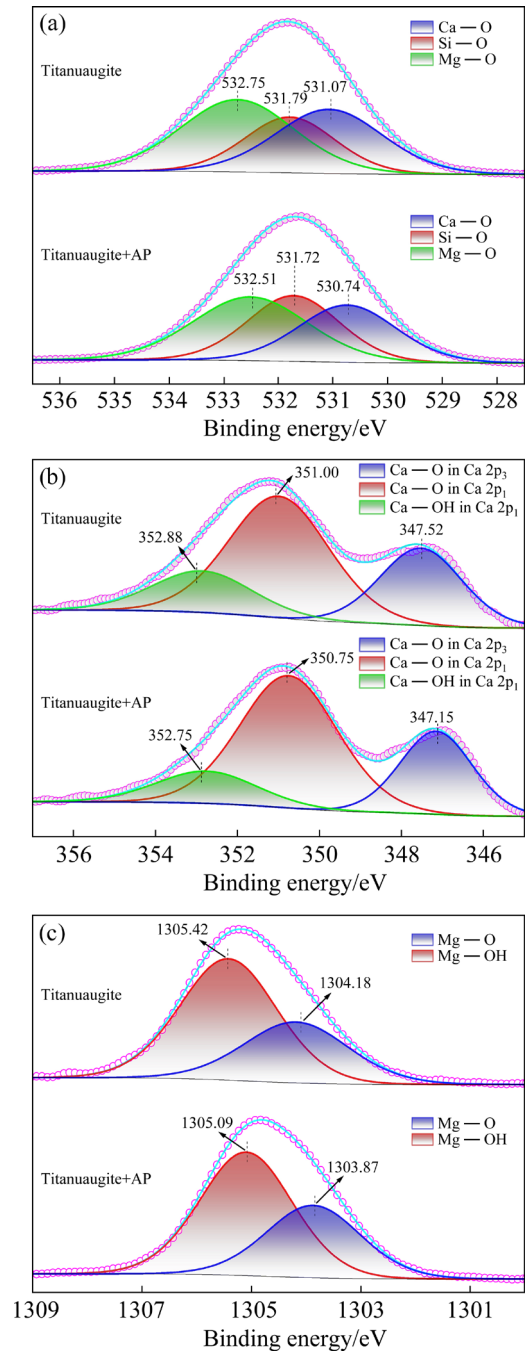 (a)
Ca — O
Si — O
Mg — O
Titanuaugite
532.75
531.79
531.07
Ca — O
Si — O
Mg — O
Titanuaugite+AP
532.51
531.72
530.74
536 535 534 533 532 531 530 529 528
Binding energy/eV
(b)
Ca — O in Ca 2p3
Ca — O in Ca 2p1
Ca — OH in Ca 2p1
351.00
Titanuaugite
352.88
347.52
Ca — O in Ca 2p3
Ca — O in Ca 2p1
Ca — OH in Ca 2p1
350.75
Titanuaugite+AP
352.75
347.15
356 354 352 350 348 346
Binding energy/eV
(c)
1305.42
Mg — O
Mg — OH
Titanuaugite
1304.18
1305.09
Mg — O
Mg — OH
Titanuaugite+AP
1303.87
1309 1307 1305 1303 1301
Binding energy/eV